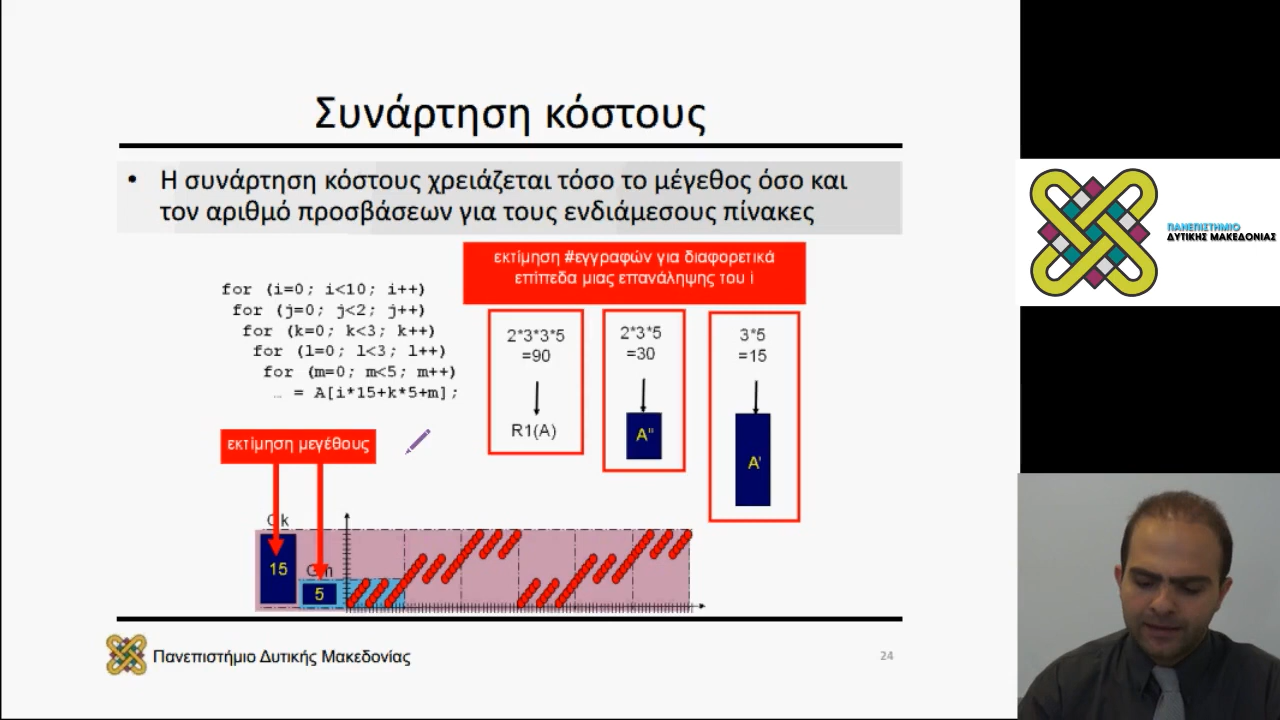 Συνάρτηση κόστους
• Η συνάρτηση κόστους χρειάζεται τόσο το μέγεθος όσο και
τον αριθμό προσβάσεων για τους ενδιάμεσους πίνακες
εκτίμηση #εγγραφών για διαφορετικά
επίπεδα μιας επανάληψης του i
for (i=0; i<10; i++)
for (j=0; j<2; j++)
for (k=0; k<3; k++)
for (l=0; l<3; l++)
for (m=0; m<5; m++)
… = A[i*15+k*5+m];
2*3*3*5
=90
R1(A)
2*3*5
=30
A''
3*5
=15
A'
εκτίμηση μεγέθους
15
5
Πανεπιστήμιο Δυτικής Μακεδονίας
24
ΠΑΝΕΠΙΣΤΗΜΙΟ
ΔΥΤΙΚΗΣ ΜΑΚΕΔΟΝΙΑΣ